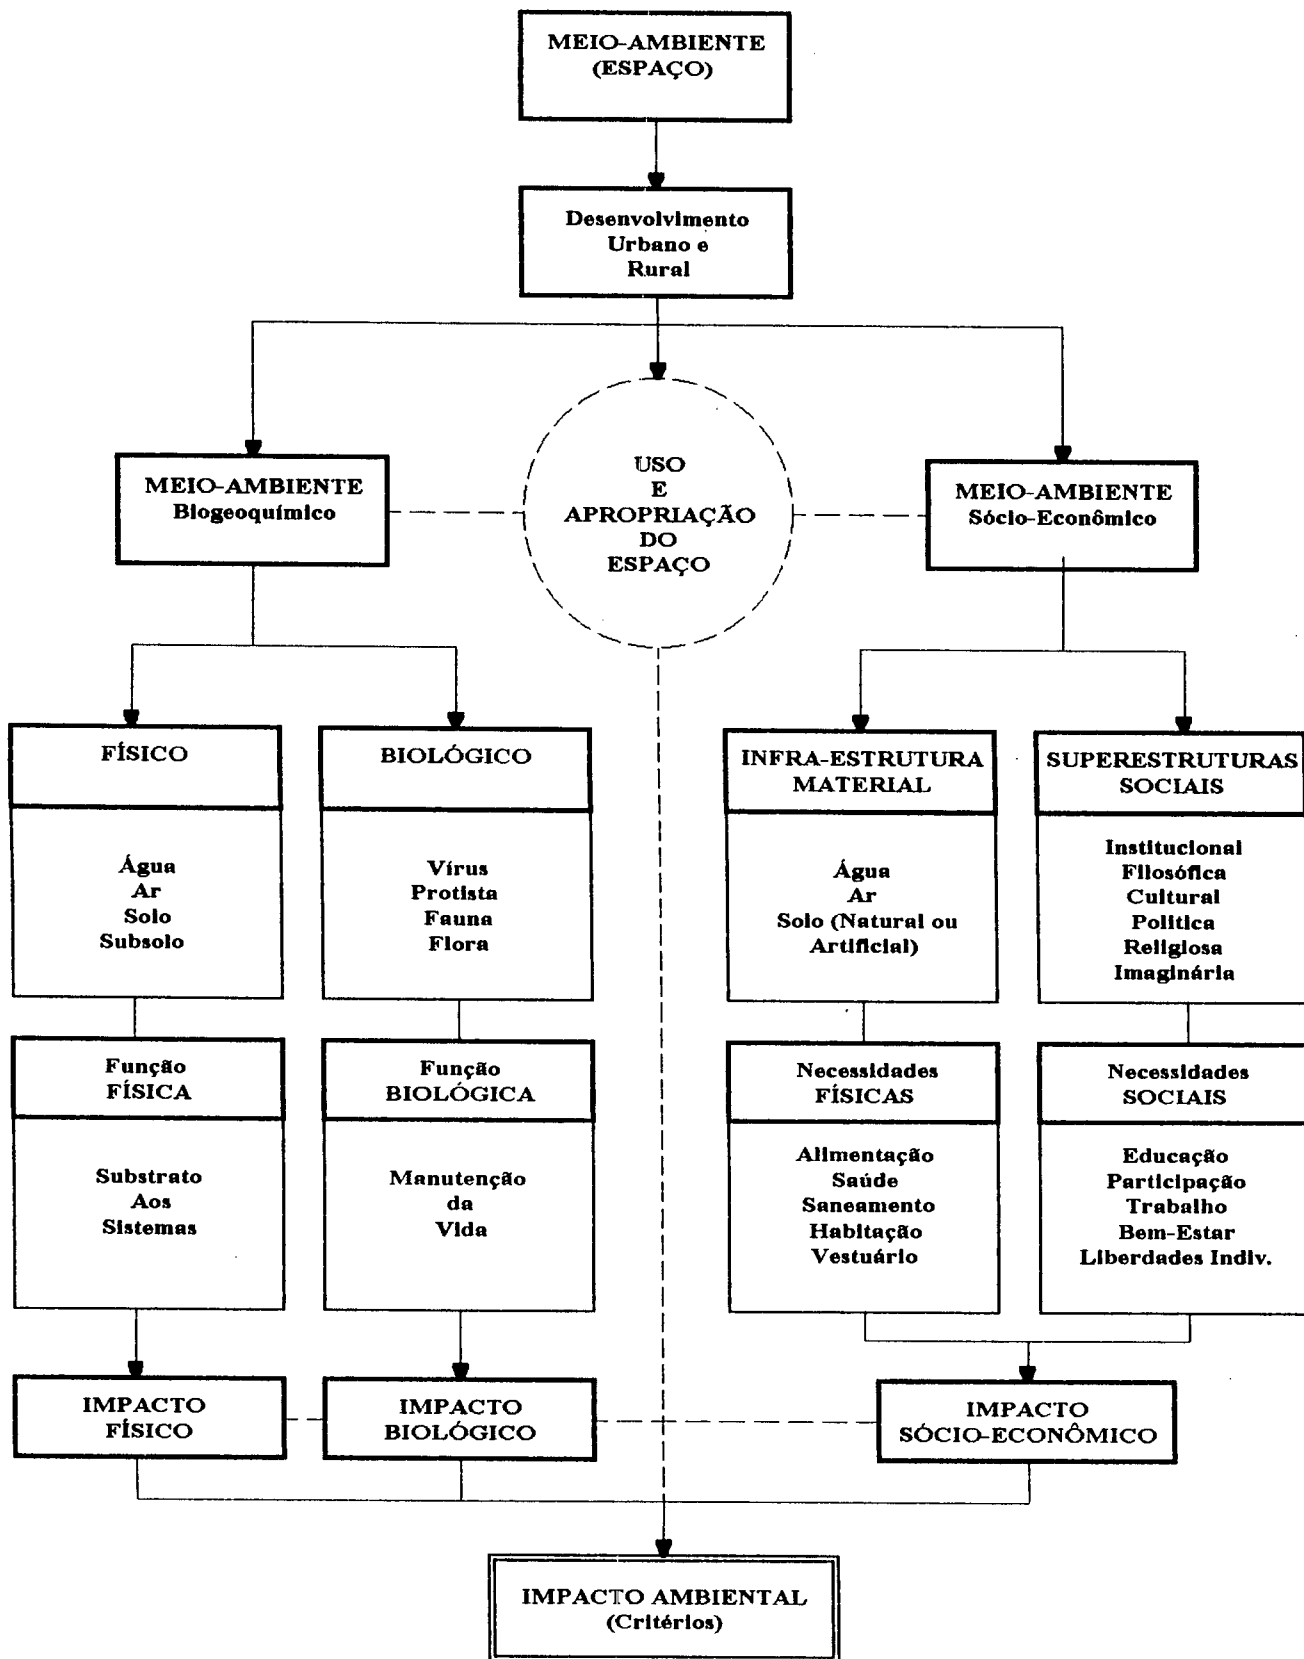 MEIO-AMBIENTE
(ESPAÇO)
Desenvolvimento
Urbano e
Rural
MEIO-AMBIENTE
Biogeoquímico
USO
E
APROPRIAÇÃO
DO
ESPAÇO
MEIO-AMBIENTE
Sócio-Econômico
FÍSICO
Água
Ar
Solo
Subsolo
Função
FÍSICA
Substrato
Aos
Sistemas
BIOLÓGICO
Vírus
Protista
Fauna
Flora
Função
BIOLÓGICA
Manutenção
da
Vida
INFRA-ESTRUTURA
MATERIAL
Água
Ar
Solo (Natural ou
Artificial)
Necessidades
FÍSICAS
Alimentação
Saúde
Saneamento
Habitação
Vestuário
SUPERESTRUTURAS
SOCIAIS
Institucional
Filosófica
Cultural
Politica
Religiosa
Imaginária
Necessidades
SOCIAIS
Educação
Participação
Trabalho
Bem-Estar
Liberdades Indiv.
IMPACTO
FÍSICO
IMPACTO
BIOLÓGICO
IMPACTO
SÓCIO-ECONÔMICO
IMPACTO AMBIENTAL
(Critérios)